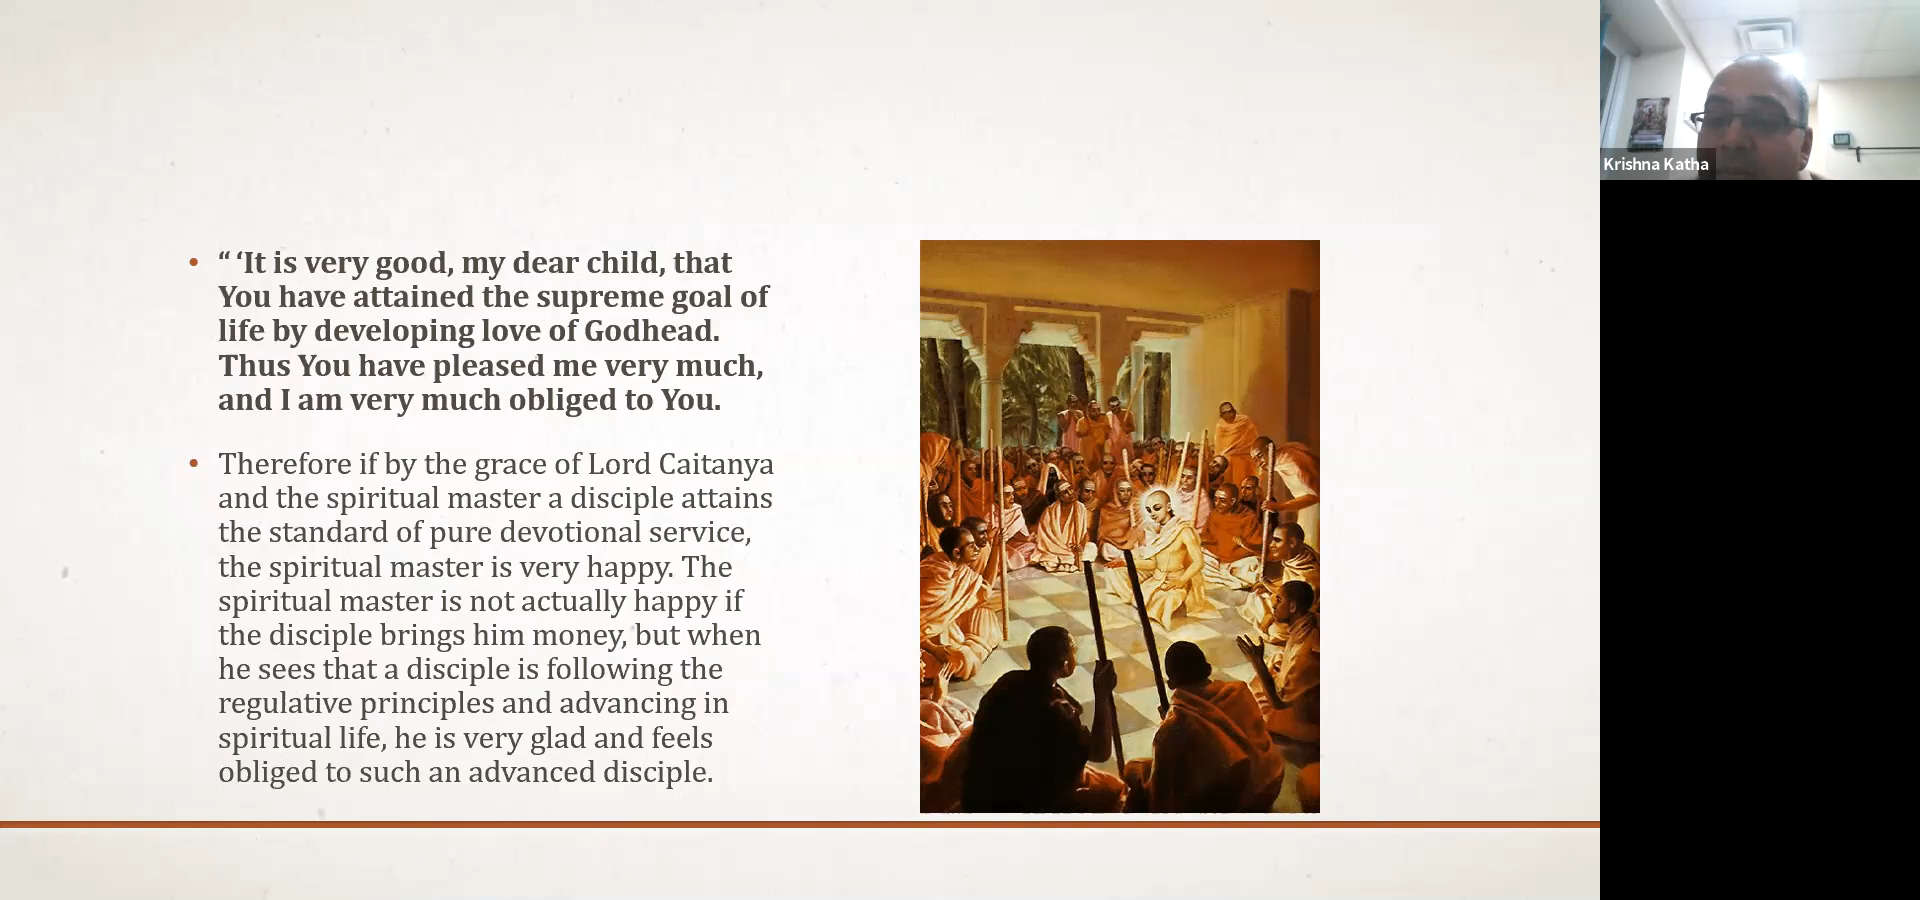 “ ‘It is very good, my dear child, that
You have attained the supreme goal of
life by developing love of Godhead.
Thus You have pleased me very much,
and I am very much obliged to You.
Therefore if by the grace of Lord Caitanya
and the spiritual master a disciple attains
the standard of pure devotional service,
the spiritual master is very happy. The
spiritual master is not actually happy if
the disciple brings him money, but when
he sees that a disciple is following the
regulative principles and advancing in
spiritual life, he is very glad and feels
obliged to such an advanced disciple.
Krishna Katha